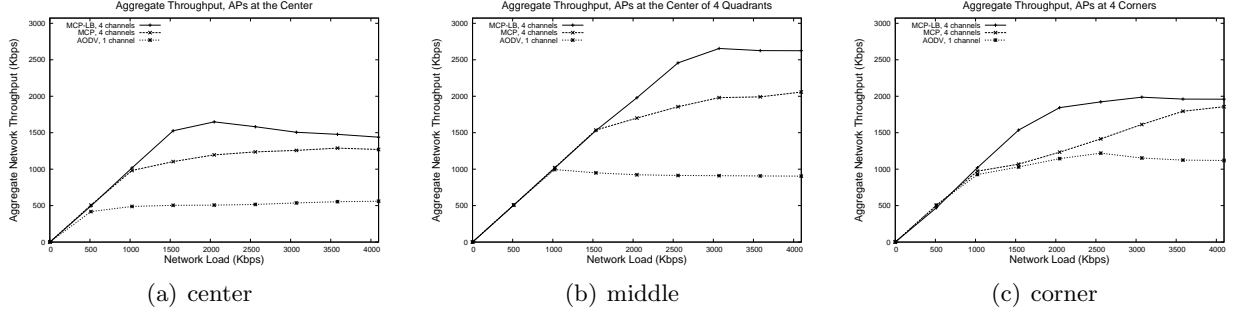 Aggregate Throughput, APs at the Center
MCP-LB, 4 channels
MCP, 4 channels
AODV, 1 channel
Aggregate Network Throughput (Kbps)
3000
2500
2000
1500
1000
500
0
0 500 1000 1500 2000 2500 3000 3500 4000
Network Load (Kbps)
(a) center
Aggregate Throughput, APs at the Center of 4 Quadrants
MCP-LB, 4 channels
MCP, 4 channels
AODV, 1 channel
Aggregate Network Throughput (Kbps)
3000
2500
2000
1500
1000
500
0
0 500 1000 1500 2000 2500 3000 3500 4000
Network Load (Kbps)
(b) middle
Aggregate Throughput, APs at 4 Corners
MCP-LB, 4 channels
MCP, 4 channels
AODV, 1 channel
Aggregate Network Throughput (Kbps)
3000
2500
2000
1500
1000
500
0
0 500 1000 1500 2000 2500 3000 3500 4000
Network Load (Kbps)
(c) corner